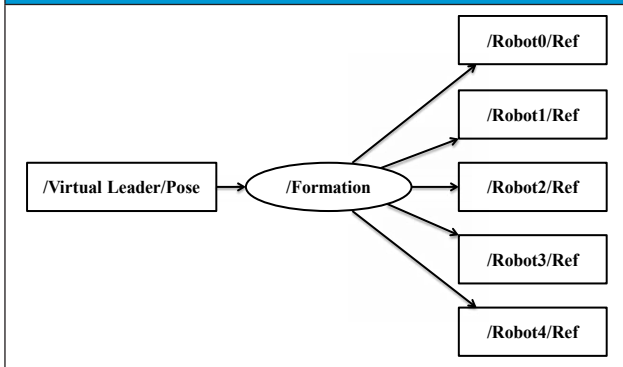 /Robot0/Ref
/Robot1/Ref
/Virtual Leader/Pose
/Formation
/Robot2/Ref
/Robot3/Ref
/Robot4/Ref